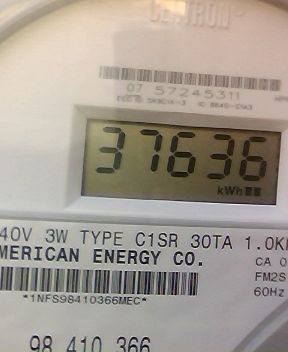 CENTRON
07 57245311
37636
kWh
40V 3W TYPE C1SR 30TA 1.0K
MERICAN ENERGY CO.
CA 0
FM2S
*1NFS98410366MEC*
60Hz
98 410 366